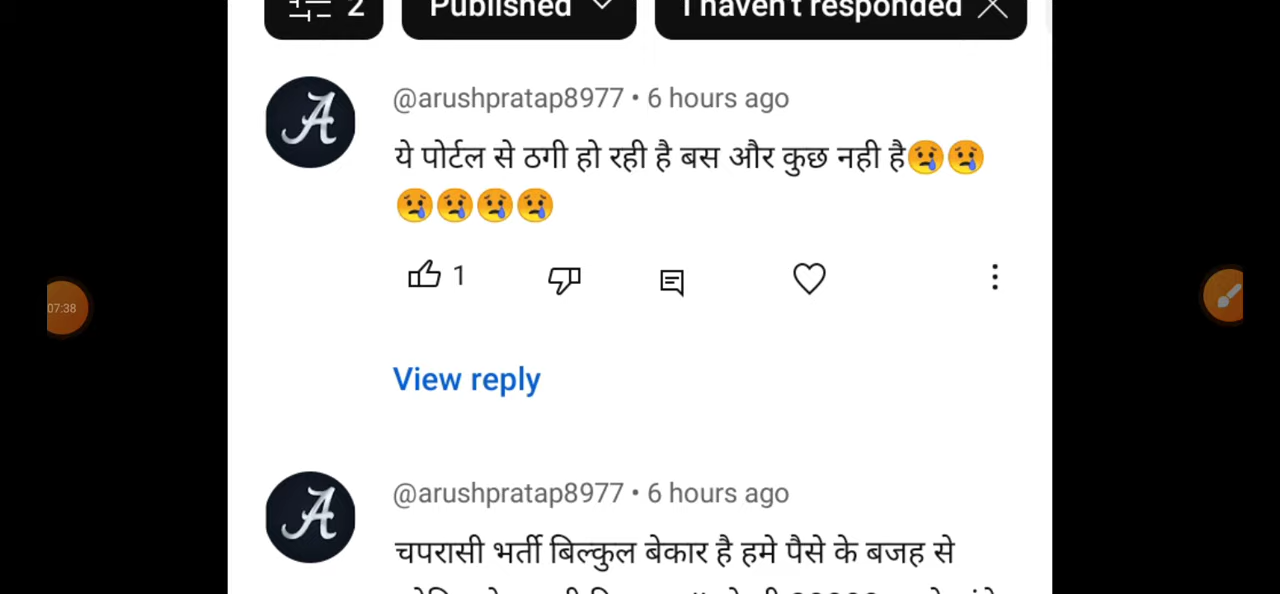 2 Published I haven't responded
@arushpratap8977 • 6 hours ago
ये पोर्टल से ठगी हो रही है बस और कुछ नही है😢😢
😢😢😢😢
1
View reply
07:38
@arushpratap8977 • 6 hours ago
चपरासी भर्ती बिल्कुल बेकार है हमे पैसे के बजह से